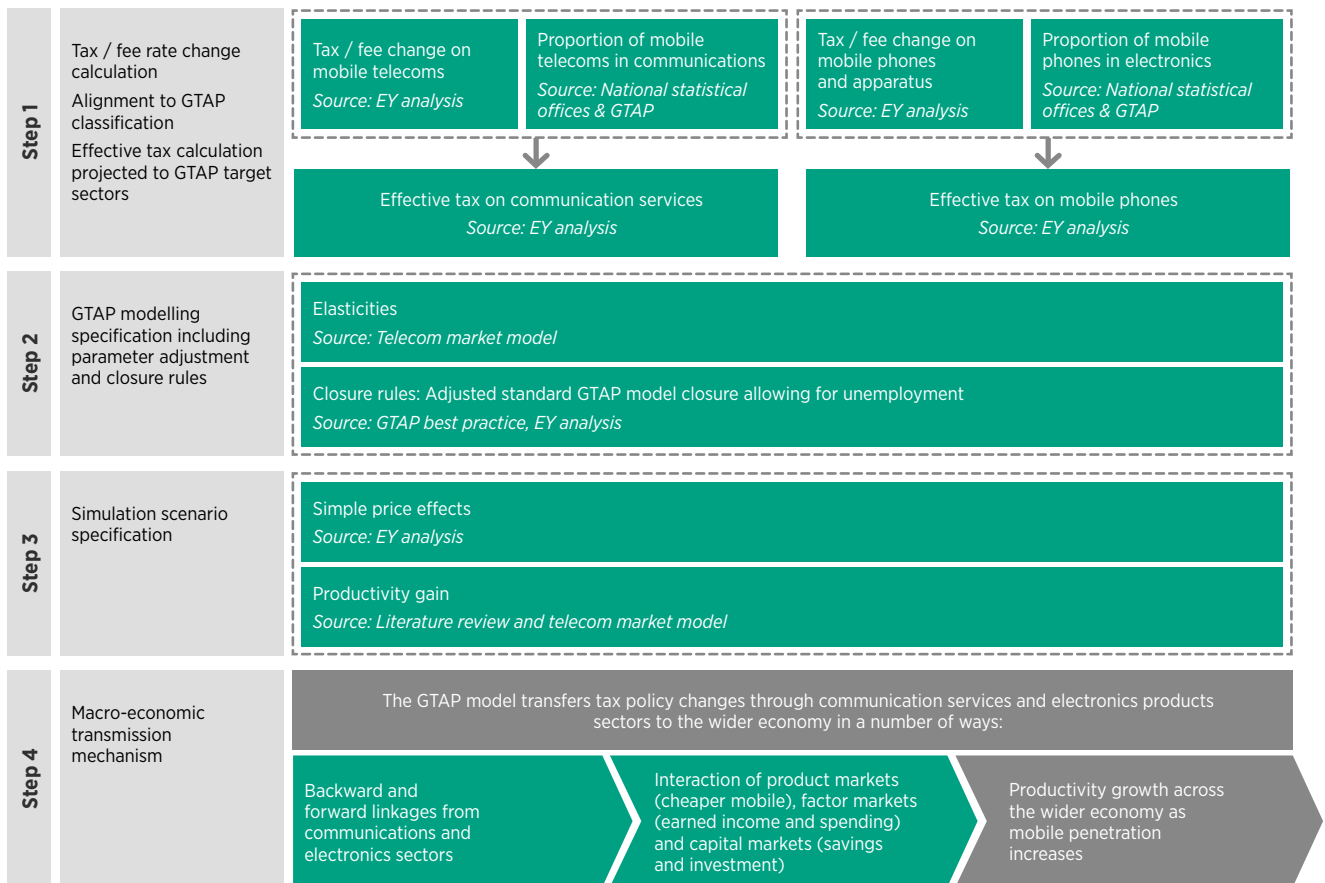 Step 1
Tax / fee rate change
calculation
Alignment to GTAP
classification
Effective tax calculation
projected to GTAP target
sectors
Tax / fee change on
mobile telecoms
Source: EY analysis
Proportion of mobile
telecoms in communications
Source: National statistical
offices & GTAP
Tax / fee change on
mobile phones
and apparatus
Source: EY analysis
Proportion of mobile
phones in electronics
Source: National statistical
offices & GTAP
Effective tax on communication services
Source: EY analysis
Effective tax on mobile phones
Source: EY analysis
Step 2
GTAP modelling
specification including
parameter adjustment
and closure rules
Elasticities
Source: Telecom market model
Closure rules: Adjusted standard GTAP model closure allowing for unemployment
Source: GTAP best practice, EY analysis
Step 3
Simulation scenario
specification
Simple price effects
Source: EY analysis
Productivity gain
Source: Literature review and telecom market model
Step 4
Macro-economic
transmission
mechanism
The GTAP model transfers tax policy changes through communication services and electronics products
sectors to the wider economy in a number of ways:
Backward and
forward linkages from
communications and
electronics sectors
Interaction of product markets
(cheaper mobile), factor markets
(earned income and spending)
and capital markets (savings
and investment)
Productivity growth across
the wider economy as
mobile penetration
increases